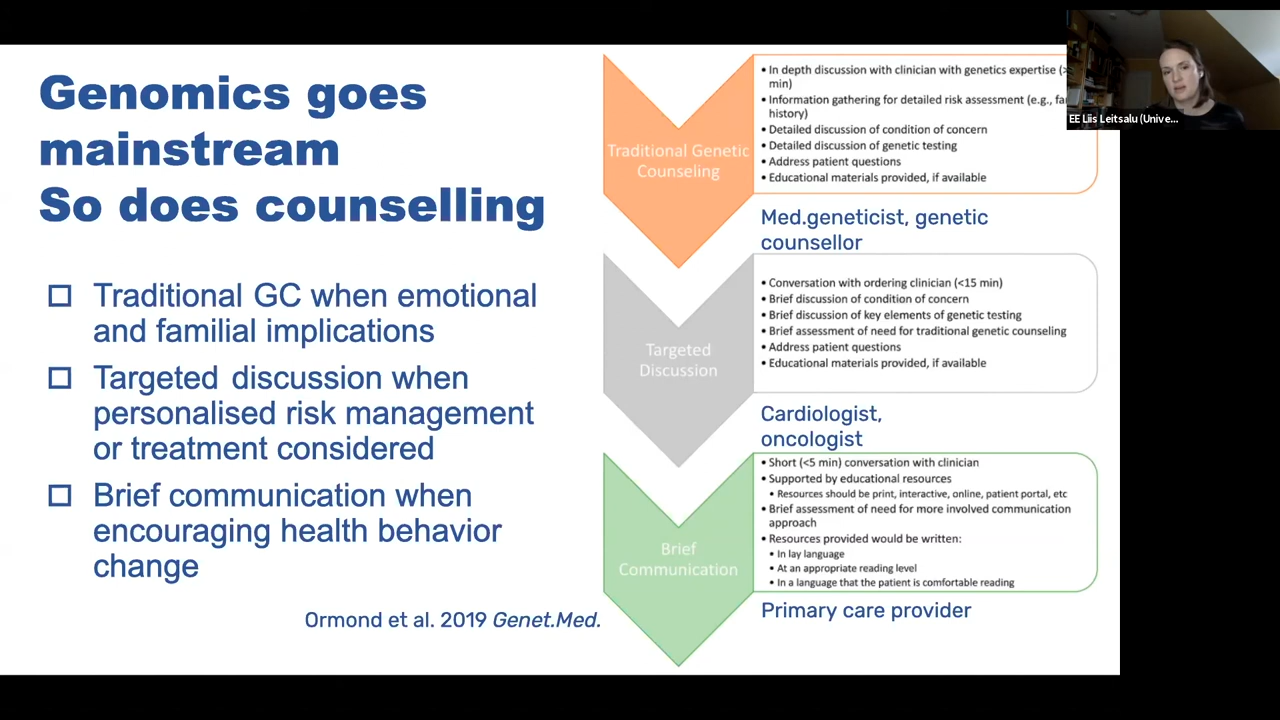 Genomics goes
mainstream
So does counselling
Traditional GC when emotional
and familial implications
Targeted discussion when
personalised risk management
or treatment considered
Brief communication when
encouraging health behavior
change
Ormond et al. 2019 Genet.Med.
Traditional Genetic
Counseling
• In depth discussion with clinician with genetics expertise
min)
• Information gathering for detailed risk assessment (e.g.,
history)
• Detailed discussion of condition of concern
• Detailed discussion of genetic testing
• Address patient questions
• Educational materials provided, if available
Med.geneticist, genetic
counsellor
Targeted
Discussion
• Conversation with ordering clinician (<15 min)
• Brief discussion of condition of concern
• Brief discussion of key elements of genetic testing
• Brief assessment of need for traditional genetic counseling
• Address patient questions
• Educational materials provided, if available
Cardiologist,
oncologist
Brief
Communication
• Short (<5 min) conversation with clinician
• Supported by educational resources
• Resources should be print, interactive, online, patient portal, etc
• Brief assessment of need for more involved communication
approach
• Resources provided would be written:
• In lay language
• At an appropriate reading level
• In a language that the patient is comfortable reading
Primary care provider
EE Liis Leitsalu (Unive...